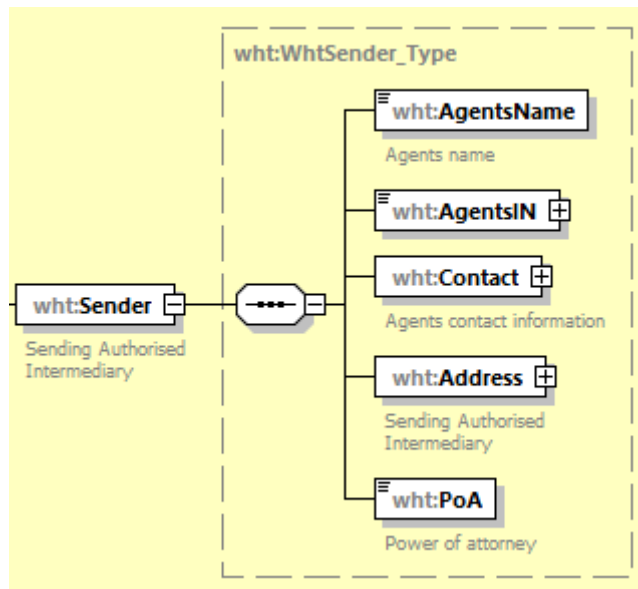 wht:WhtSender_Type
wht:AgentsName
Agents name
wht:AgentsIN
wht:Contact
Agents contact information
wht:Sender
Sending Authorised
Intermediary
wht:Address
Sending Authorised
Intermediary
wht:PoA
Power of attorney